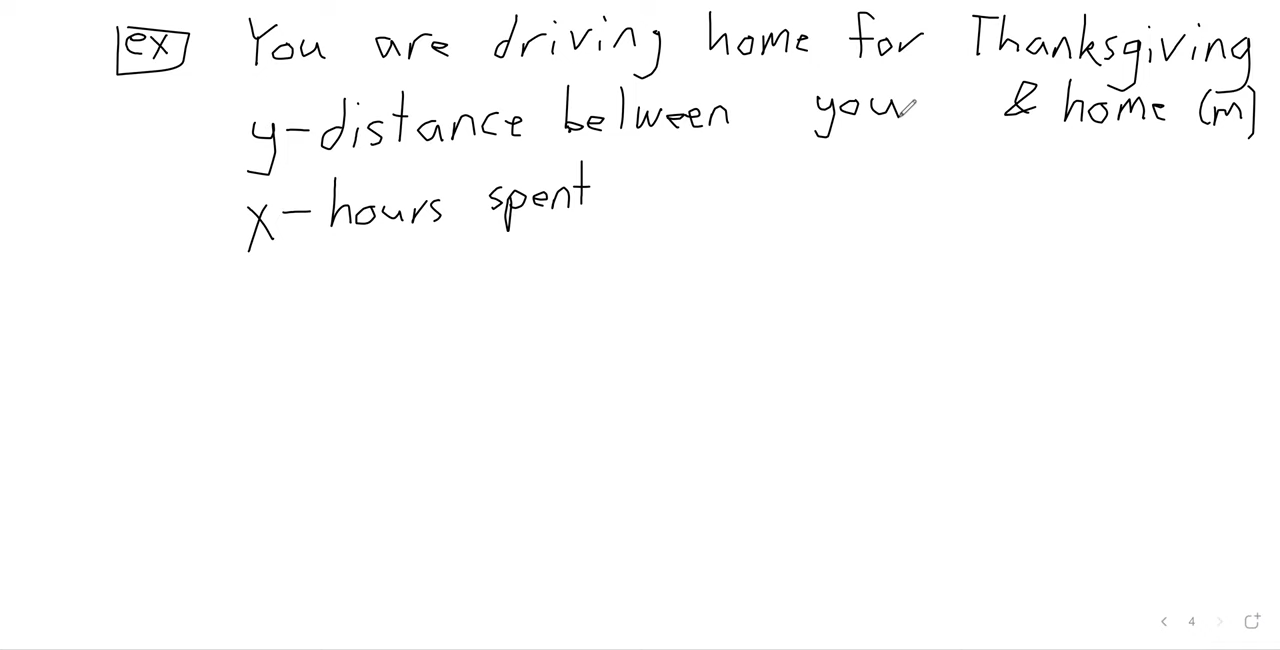 ex You are driving home for Thanksgiving
y-distance between you & home (m)
x-hours spent
4